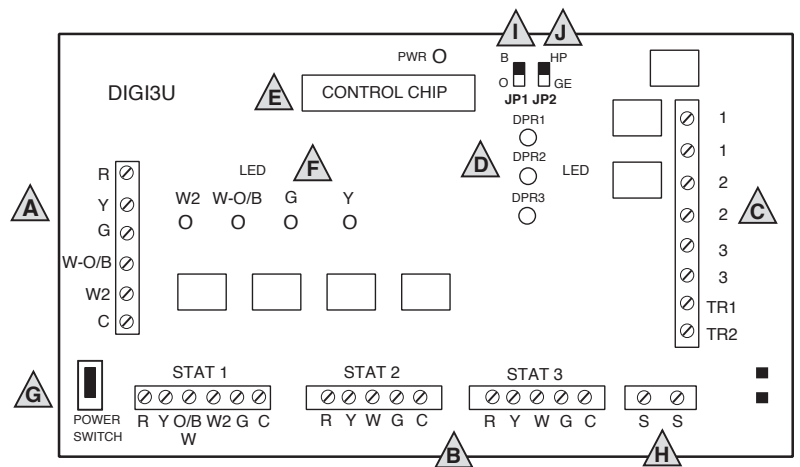 I J
PWR B HP
DIGI3U
E CONTROL CHIP O GE
JP1 JP2
DPR1
1
LED F D DPR2 LED 1
R
W2 W-O/B G Y DPR3 2
A Y C
G 2
W-O/B 3
W2 3
C TR1
TR2
STAT 1 STAT 2 STAT 3
G
POWER SWITCH R Y O/B W W2 G C R Y W G C R Y W G C S S
B H